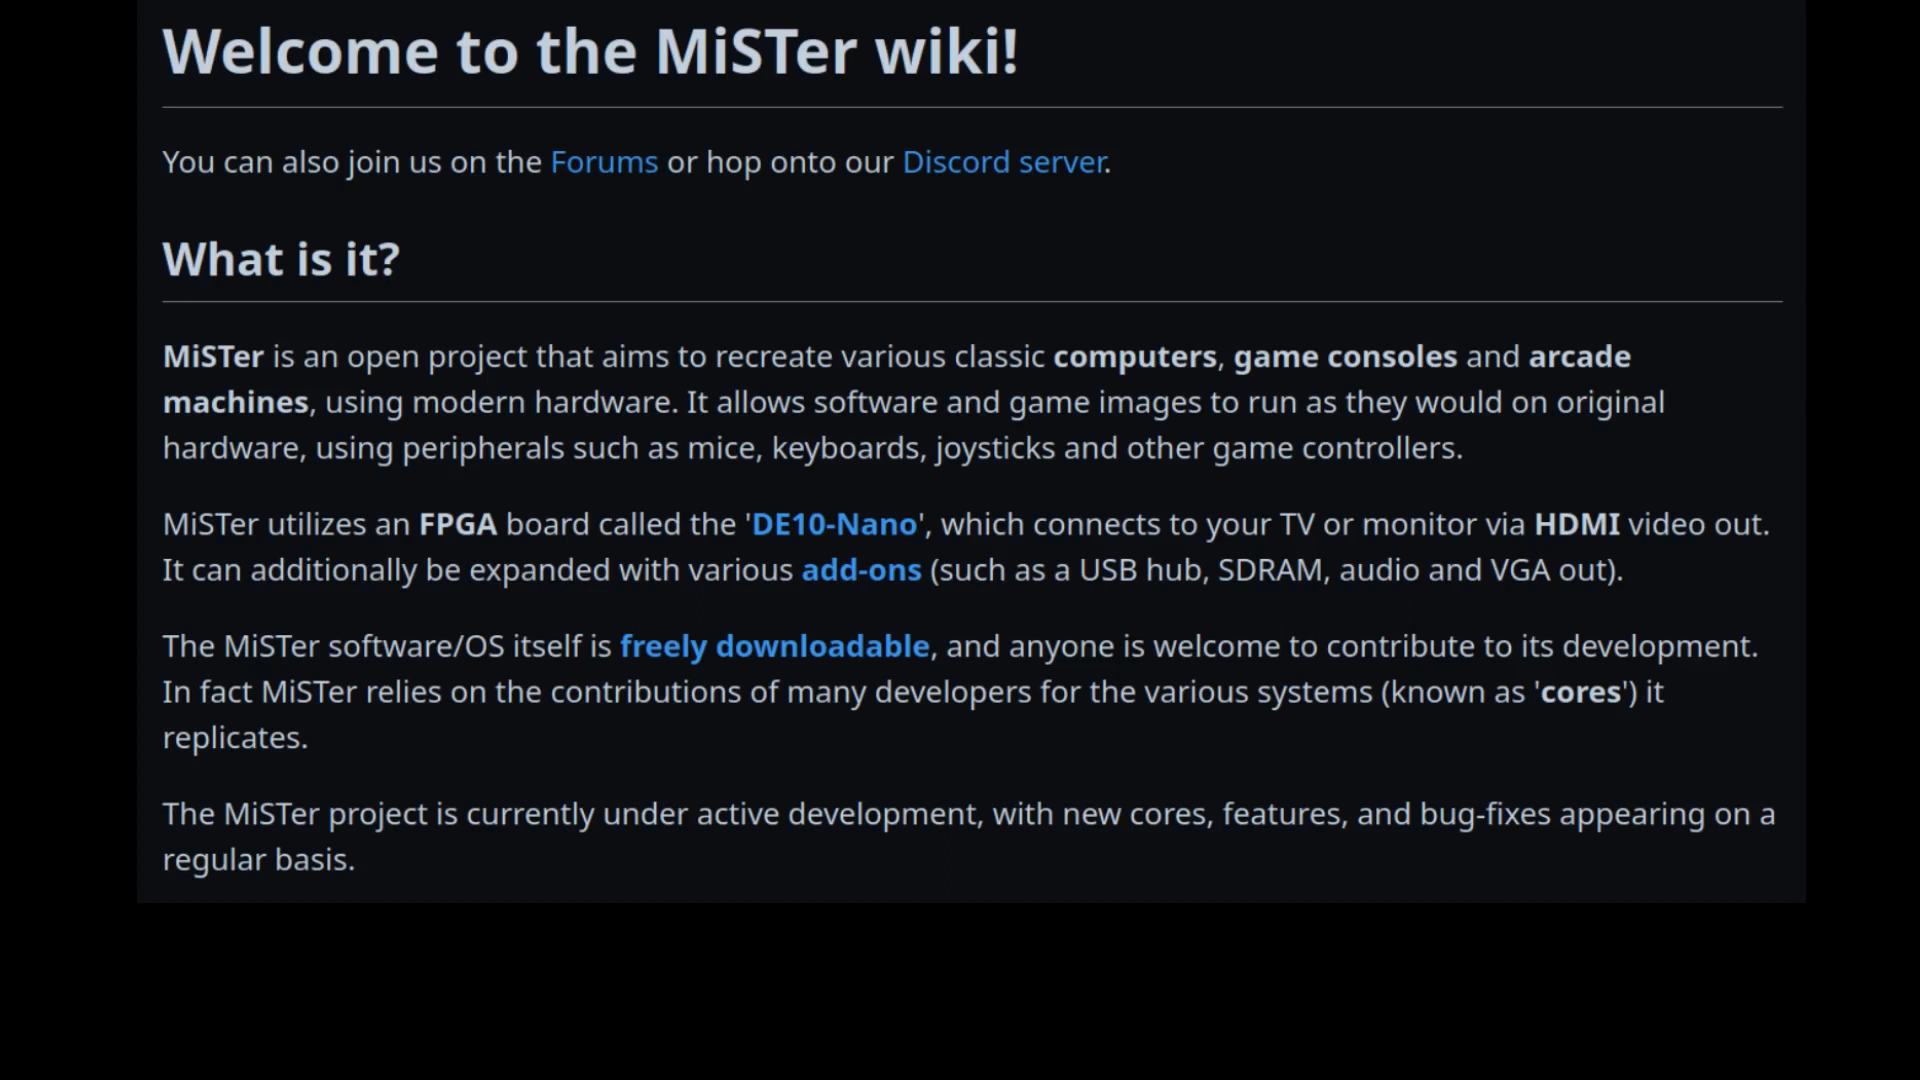 Welcome to the MiSTer wiki!
You can also join us on the Forums or hop onto our Discord server.
What is it?
MiSTer is an open project that aims to recreate various classic computers, game consoles and arcade
machines, using modern hardware. It allows software and game images to run as they would on original
hardware, using peripherals such as mice, keyboards, joysticks and other game controllers.
MiSTer utilizes an FPGA board called the 'DE10-Nano', which connects to your TV or monitor via HDMI video out.
It can additionally be expanded with various add-ons (such as a USB hub, SDRAM, audio and VGA out).
The MiSTer software/OS itself is freely downloadable, and anyone is welcome to contribute to its development.
In fact MiSTer relies on the contributions of many developers for the various systems (known as 'cores') it
replicates.
The MiSTer project is currently under active development, with new cores, features, and bug-fixes appearing on a
regular basis.